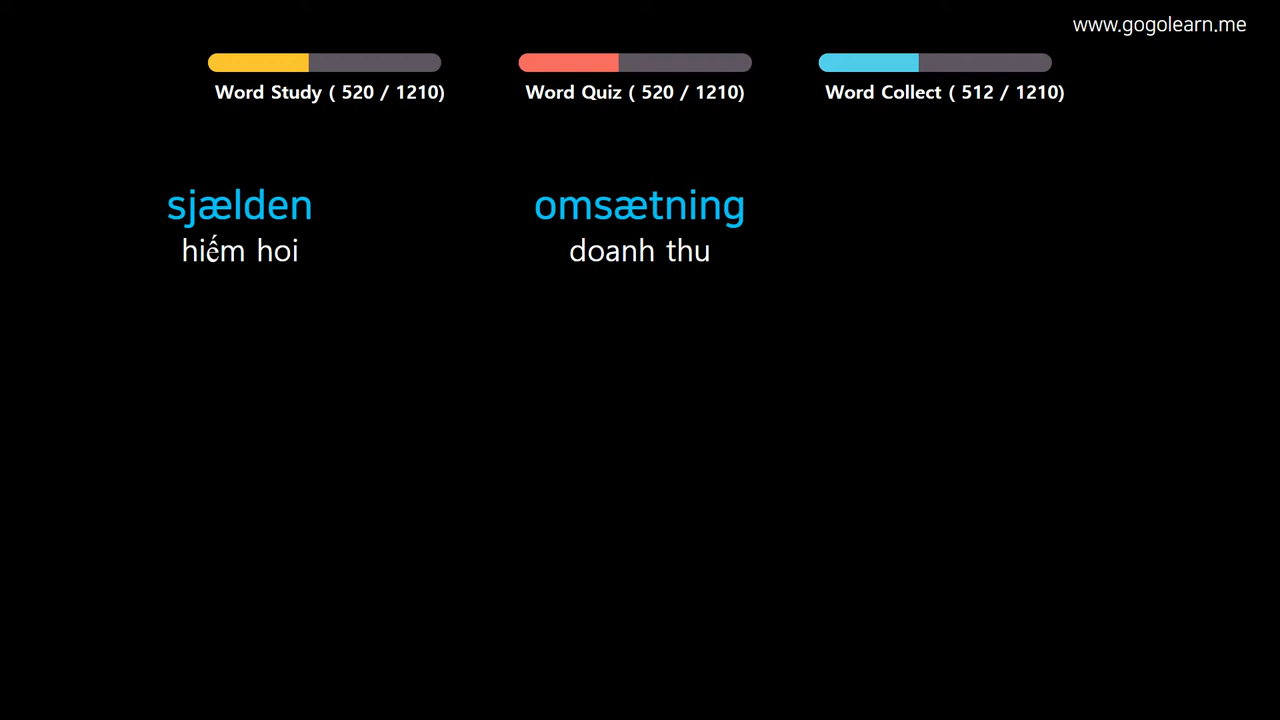 www.gogolearn.me
Word Study ( 520 / 1210)
Word Quiz ( 520 / 1210)
Word Collect ( 512 / 1210)
sjælden
hiếm hoi
omsætning
doanh thu